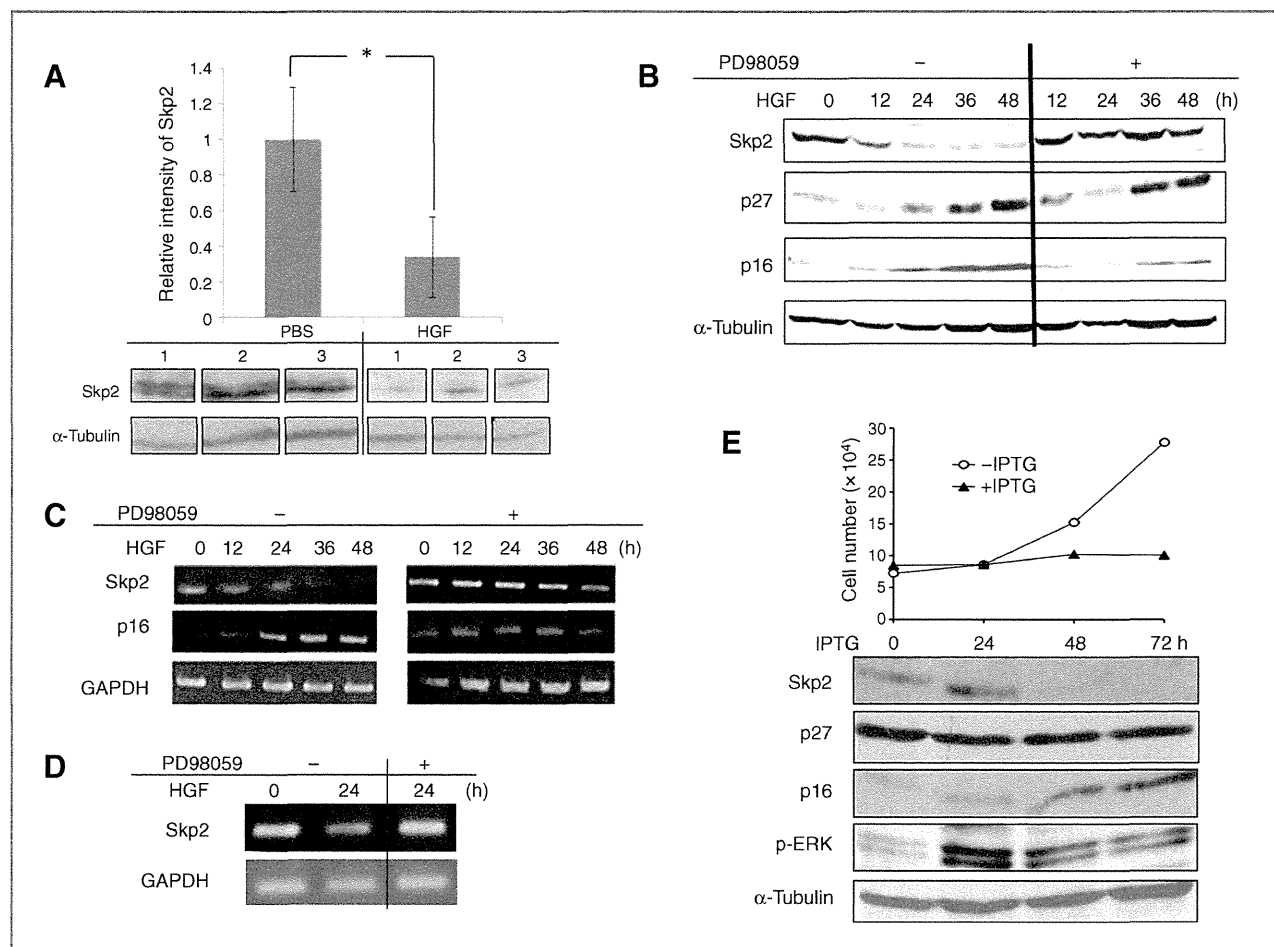 A
*
Relative intensity of Skp2
1.4
1.2
1
0.8
0.6
0.4
0.2
0
PBS HGF
1 2 3 1 2 3
Skp2
α-Tubulin
B
PD98059 − +
HGF 0 12 24 36 48 12 24 36 48 (h)
Skp2
p27
p16
α-Tubulin
C
PD98059 − +
HGF 0 12 24 36 48 (h) 0 12 24 36 48 (h)
Skp2
p16
GAPDH
D
PD98059 − +
HGF 0 24 24 (h)
Skp2
GAPDH
E
Cell number (×10⁴)
30
25
20
15
10
5
0
−IPTG
+IPTG
IPTG 0 24 48 72 h
Skp2
p27
p16
p-ERK
α-Tubulin